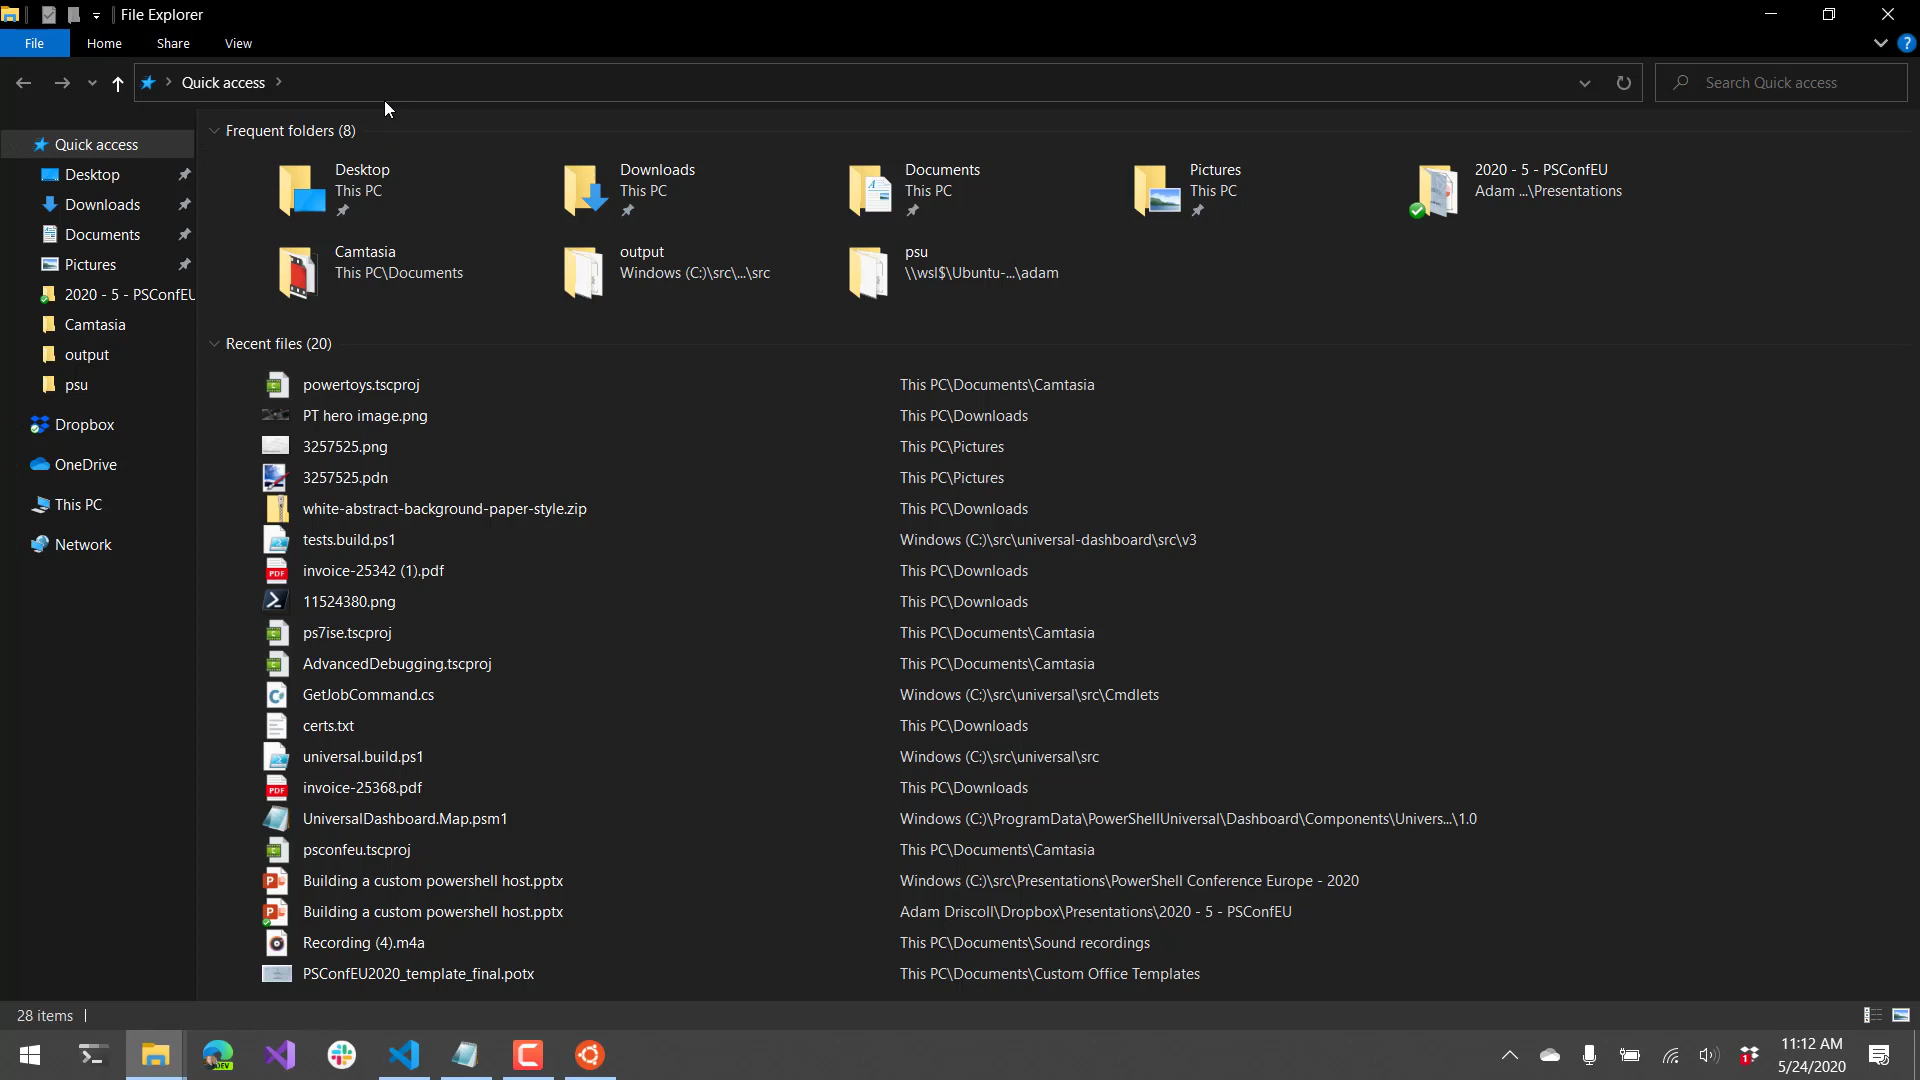 File Explorer
File Home Share View
?
Quick access
Search Quick access
Quick access
Desktop
Downloads
Documents
Pictures
2020 - 5 - PSConfEU
Camtasia
output
psu
Dropbox
OneDrive
This PC
Network
Frequent folders (8)
Desktop
This PC
Downloads
This PC
Documents
This PC
Pictures
This PC
2020 - 5 - PSConfEU
Adam ...\Presentations
Camtasia
This PC\Documents
output
Windows (C:)\src\...\src
psu
\\wsl$\Ubuntu-...\adam
Recent files (20)
powertoys.tscproj This PC\Documents\Camtasia
PT hero image.png This PC\Downloads
3257525.png This PC\Pictures
3257525.pdn This PC\Pictures
white-abstract-background-paper-style.zip This PC\Downloads
tests.build.ps1 Windows (C:)\src\universal-dashboard\src\v3
invoice-25342 (1).pdf This PC\Downloads
11524380.png This PC\Downloads
ps7ise.tscproj This PC\Documents\Camtasia
AdvancedDebugging.tscproj This PC\Documents\Camtasia
GetJobCommand.cs Windows (C:)\src\universal\src\Cmdlets
certs.txt This PC\Downloads
universal.build.ps1 Windows (C:)\src\universal\src
invoice-25368.pdf This PC\Downloads
UniversalDashboard.Map.psm1 Windows (C:)\ProgramData\PowerShellUniversal\Dashboard\Components\Univers...\1.0
psconfeu.tscproj This PC\Documents\Camtasia
Building a custom powershell host.pptx Windows (C:)\src\Presentations\PowerShell Conference Europe - 2020
Building a custom powershell host.pptx Adam Driscoll\Dropbox\Presentations\2020 - 5 - PSConfEU
Recording (4).m4a This PC\Documents\Sound recordings
PSConfEU2020_template_final.potx This PC\Documents\Custom Office Templates
28 items
DEV
1
11:12 AM
5/24/2020